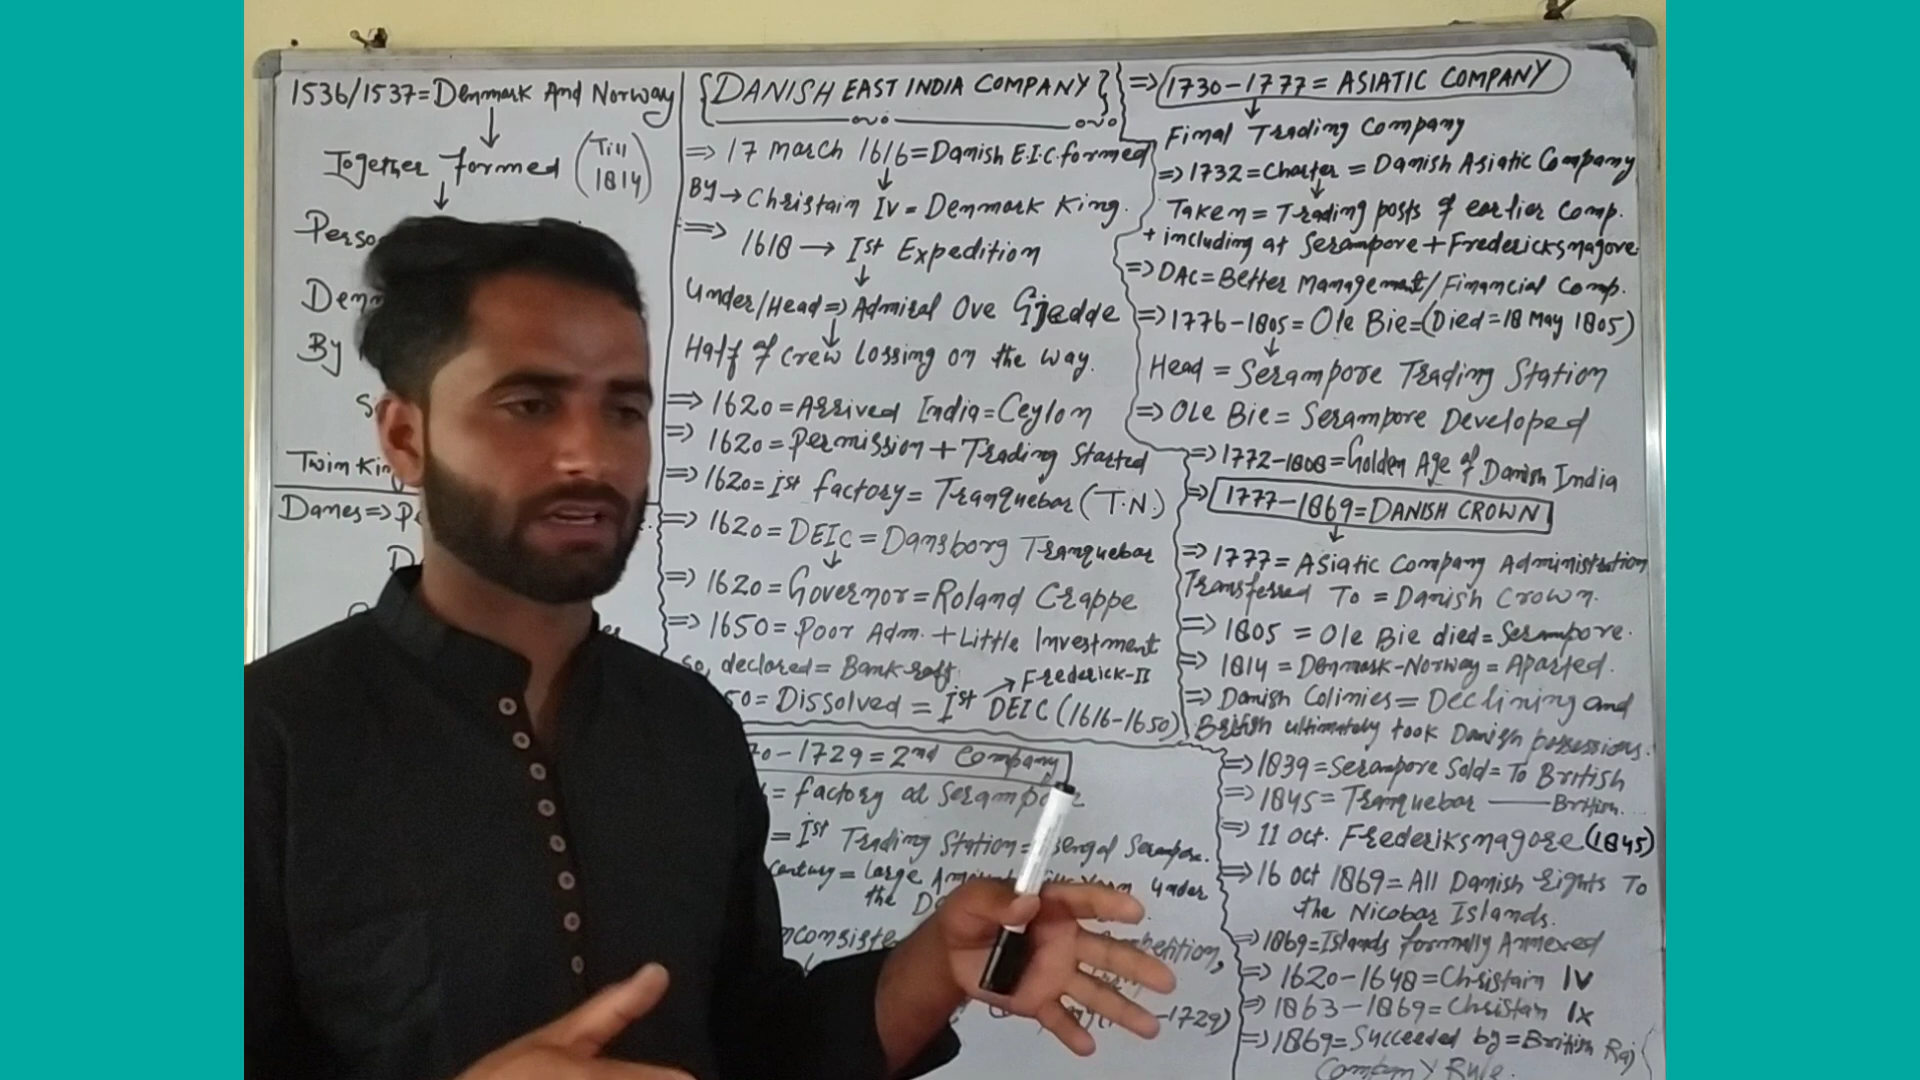 1536/1537=Denmark And Norway
Together formed (Till 1814)
Perso
Denm
By
Twin Kin
Danes=>Pe
{DANISH EAST INDIA COMPANY}
=> 17 March 1616=Danish E.I.C. formed
By → Christain IV = Denmark King.
=> 1618 → Ist Expedition
Under/Head => Admiral Ove Gjedde
Half of Crew Lossing on the way.
=> 1620 = Arrived India = Ceylon
=> 1620 = Permission + Trading Started
=> 1620 = Ist factory = Tranquebar (T.N.)
=> 1620 = DEIC = Dansborg Tranquebar
=> 1620 = Governor = Roland Crappe
=> 1650 = Poor Adm. + Little Investment
so, declared = Bankraft.
50 = Dissolved = Ist DEIC (1616-1650) → Frederick-II
70-1729 = 2nd Company
= factory at Serampore
= Ist Trading Station = Bengal Serampore.
Century = Large under
the
nconsiste
-1729)
=> 1730-1777 = ASIATIC COMPANY
Final Trading Company
=> 1732 = Charter = Danish Asiatic Company
Taken = Trading posts of earlier Comp.
+ including at Serampore + Fredericksnagore
=> DAC = Better Management/Financial Comp.
=> 1776-1805 = Ole Bie = (Died = 18 May 1805)
Head = Serampore Trading Station
=> Ole Bie = Serampore Developed
=> 1772-1808 = Golden Age of Danish India
=> 1777-1869 = DANISH CROWN
=> 1777 = Asiatic Company Administration
Transferred To = Danish Crown.
=> 1805 = Ole Bie died = Serampore.
=> 1814 = Denmark-Norway = Aparted.
=> Danish Colinies = Declining and
British ultimately took Danish possessions.
=> 1839 = Serampore Sold = To British
=> 1845 = Tranquebar —— British...
=> 11 oct. Frederiksnagore (1845)
=> 16 oct 1869 = All Danish Rights To
the Nicobar Islands.
=> 1869 = Islands formally Annexed
=> 1620-1648 = Christain IV
=> 1863-1869 = Christan Ix
=> 1869 = Succeeded by = British Raj
Company Rule.